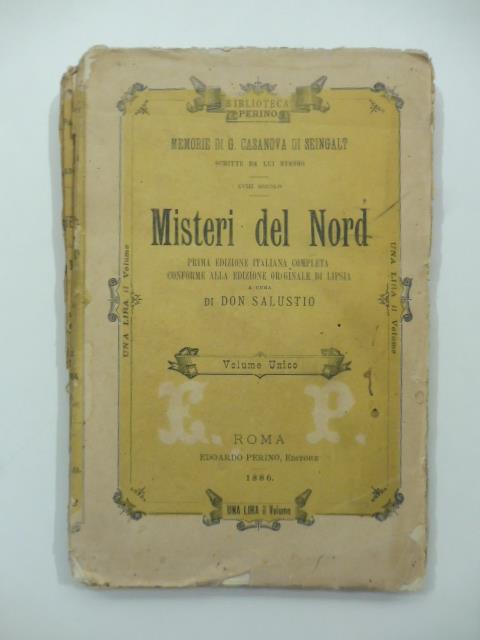 BIBLIOTECA
PERINO
MEMORIE DI G. CASANOVA DI SEINGALT
SCRITTE DA LUI STESSO
XVIII SECOLO
Misteri del Nord
PRIMA EDIZIONE ITALIANA COMPLETA
CONFORME ALLA EDIZIONE ORIGINALE DI LIPSIA
A CURA
DI DON SALUSTIO
UNA LIRA il Volume
UNA LIRA il Volume
Volume Unico
E. P.
ROMA
EDOARDO PERINO, EDITORE
1886.
UNA LIRA il Volume